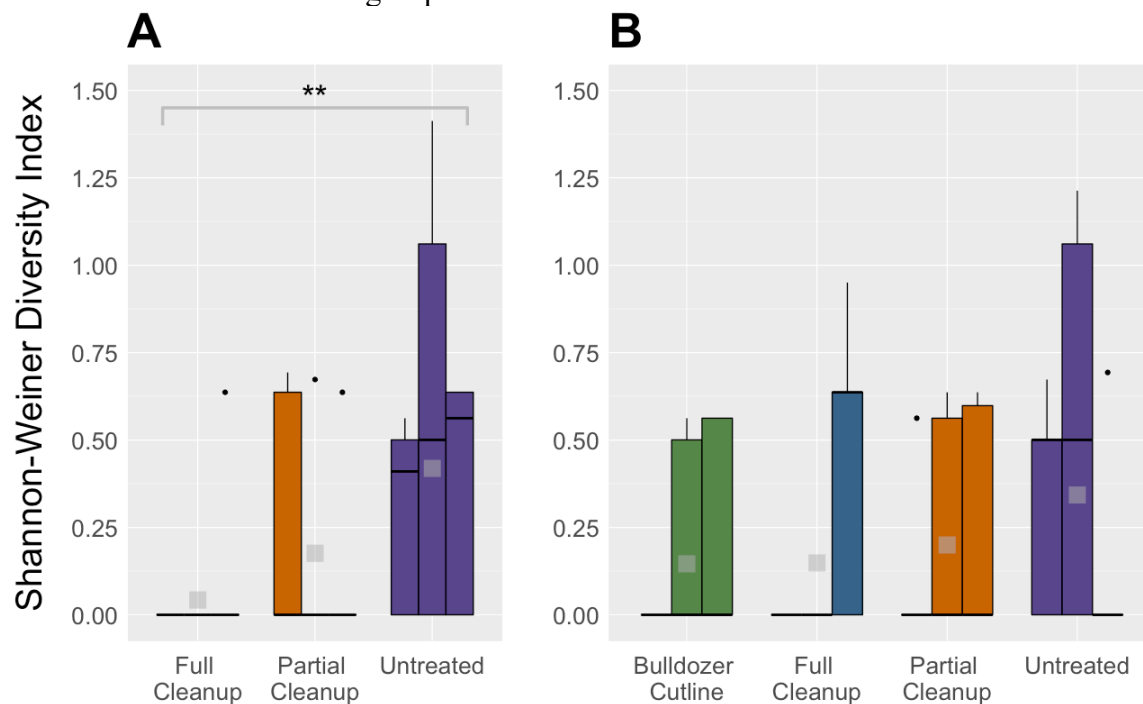 A
B
Shannon-Weiner Diversity Index
1.50
1.25
1.00
0.75
0.50
0.25
0.00
**
Full
Cleanup
Partial
Cleanup
Untreated
1.50
1.25
1.00
0.75
0.50
0.25
0.00
Bulldozer
Cutline
Full
Cleanup
Partial
Cleanup
Untreated